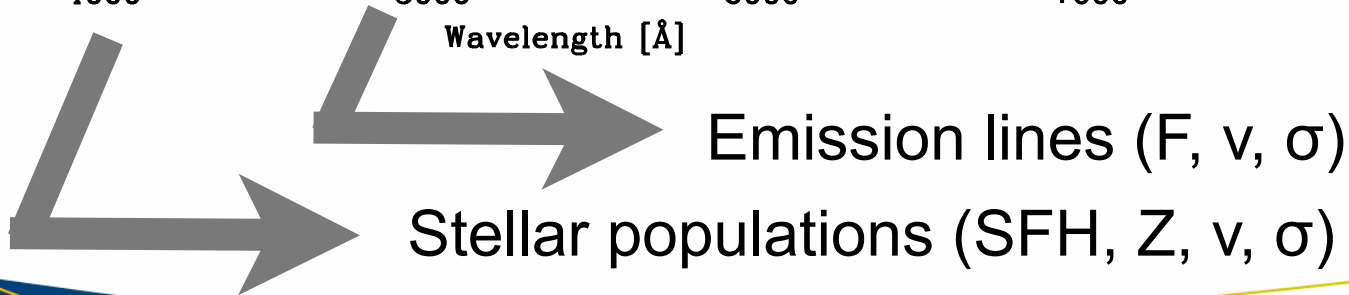 Wavelength [Å]
Emission lines (F, v, σ)
Stellar populations (SFH, Z, v, σ)